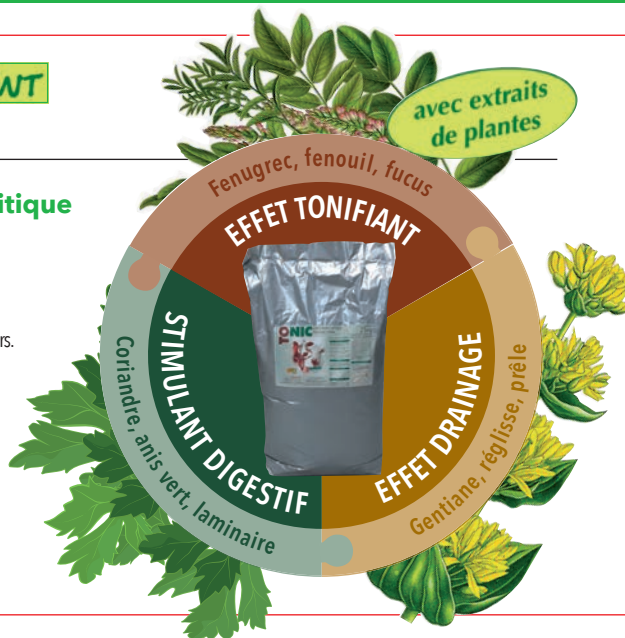 NT
avec extraits
de plantes
itique
rs.
Fenugrec, fenouil, fucus
EFFET TONIFIANT
STIMULANT DIGESTIF
Coriandre, anis vert, laminaire
EFFET DRAINAGE
Gentiane, réglisse, prêle
TONIC